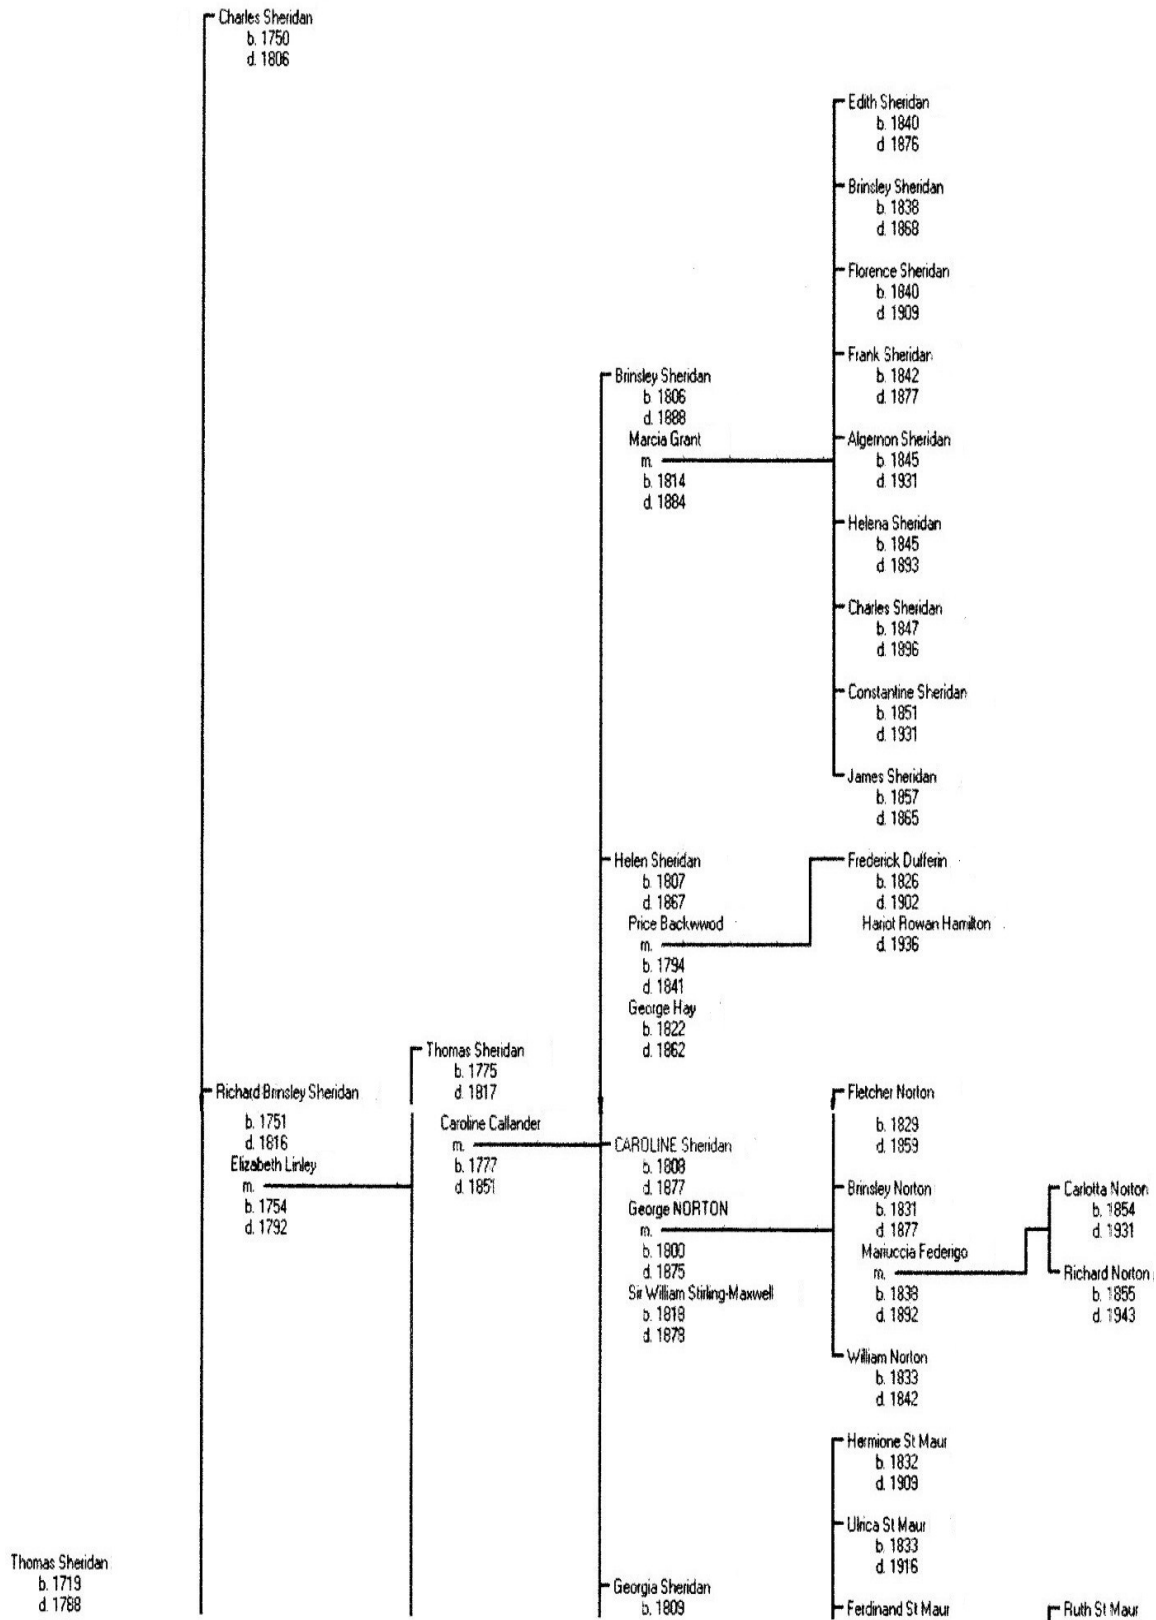 Charles Sheridan
b. 1750
d. 1806
Edith Sheridan
b. 1840
d. 1876
Brinsley Sheridan
b. 1838
d. 1868
Florence Sheridan
b. 1840
d. 1909
Frank Sheridan
b. 1842
d. 1877
Brinsley Sheridan
b. 1806
d. 1888
Marcia Grant
m.
b. 1814
d. 1884
Algernon Sheridan
b. 1845
d. 1931
Helena Sheridan
b. 1845
d. 1893
Charles Sheridan
b. 1847
d. 1896
Constantine Sheridan
b. 1851
d. 1931
James Sheridan
b. 1857
d. 1865
Helen Sheridan
b. 1807
d. 1867
Price Backwwod
m.
b. 1794
d. 1841
George Hay
b. 1822
d. 1862
Frederick Dufferin
b. 1826
d. 1902
Hariot Rowan Hamilton
d. 1936
Thomas Sheridan
b. 1775
d. 1817
Caroline Callander
m.
b. 1777
d. 1851
Richard Brinsley Sheridan
b. 1751
d. 1816
Elizabeth Linley
m.
b. 1754
d. 1792
CAROLINE Sheridan
b. 1808
d. 1877
George NORTON
m.
b. 1800
d. 1875
Sir William Stirling-Maxwell
b. 1818
d. 1878
Fletcher Norton
b. 1829
d. 1859
Brinsley Norton
b. 1831
d. 1877
Mariuccia Federigo
m.
b. 1838
d. 1892
Carlotta Norton
b. 1854
d. 1931
Richard Norton
b. 1855
d. 1943
William Norton
b. 1833
d. 1842
Hermione St Maur
b. 1832
d. 1909
Ulrica St Maur
b. 1833
d. 1916
Thomas Sheridan
b. 1719
d. 1788
Georgia Sheridan
b. 1809
Ferdinand St Maur
Ruth St Maur